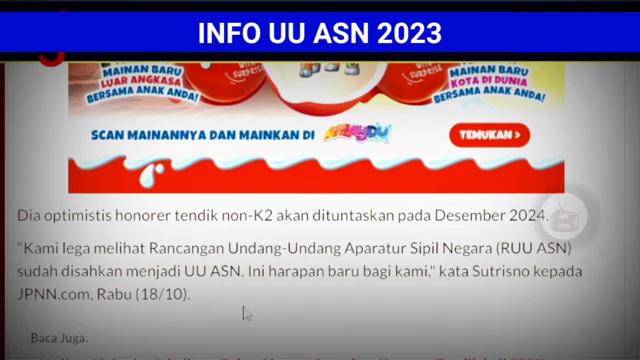 INFO UU ASN 2023
MAINAN BARU
LUAR ANGKASA
BERSAMA ANAK ANDA!
SURPRISE
MAINAN BARU
KOTA DI DUNIA
BERSAMA ANAK ANDA!
SCAN MAINANNYA DAN MAINKAN DI APPLAYDU
TEMUKAN >
Dia optimistis honorer tendik non-K2 akan dituntaskan pada Desember 2024.
"Kami lega melihat Rancangan Undang-Undang Aparatur Sipil Negara (RUU ASN)
sudah disahkan menjadi UU ASN. Ini harapan baru bagi kami," kata Sutrisno kepada
JPNN.com, Rabu (18/10).
Baca Juga: